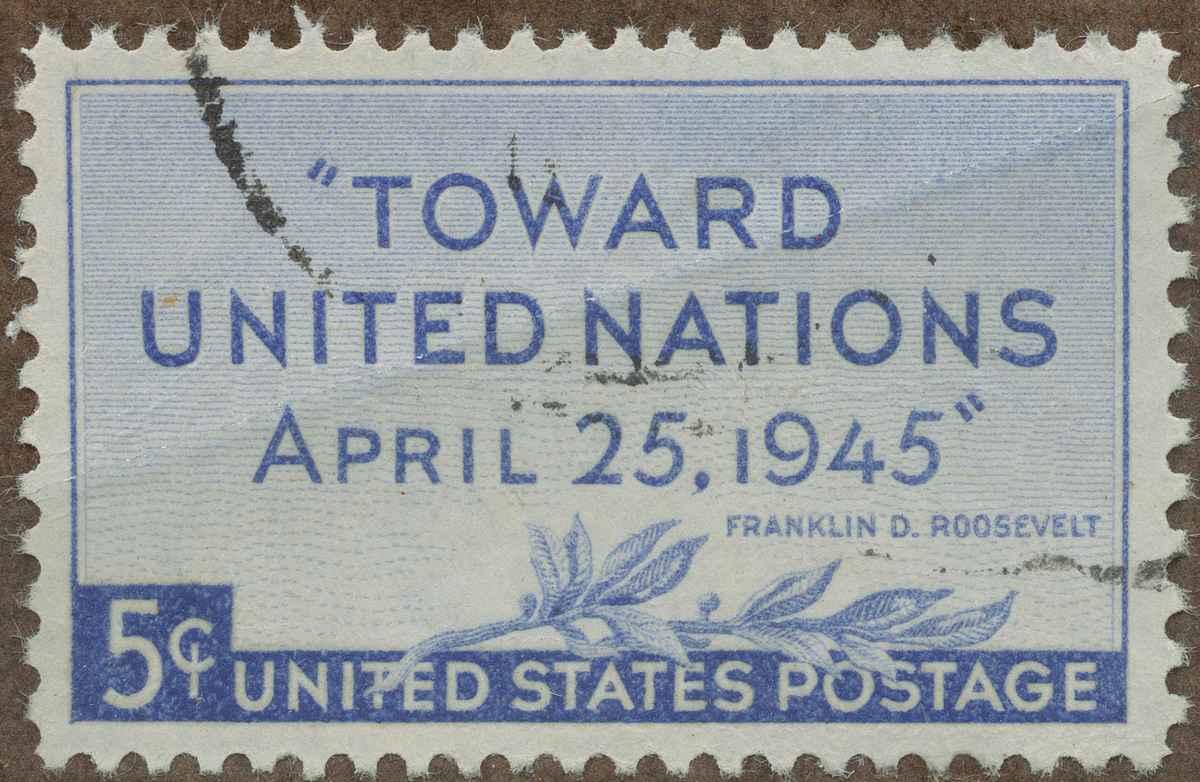 "TOWARD
UNITED NATIONS
APRIL 25, 1945"
FRANKLIN D. ROOSEVELT
5¢
UNITED STATES POSTAGE